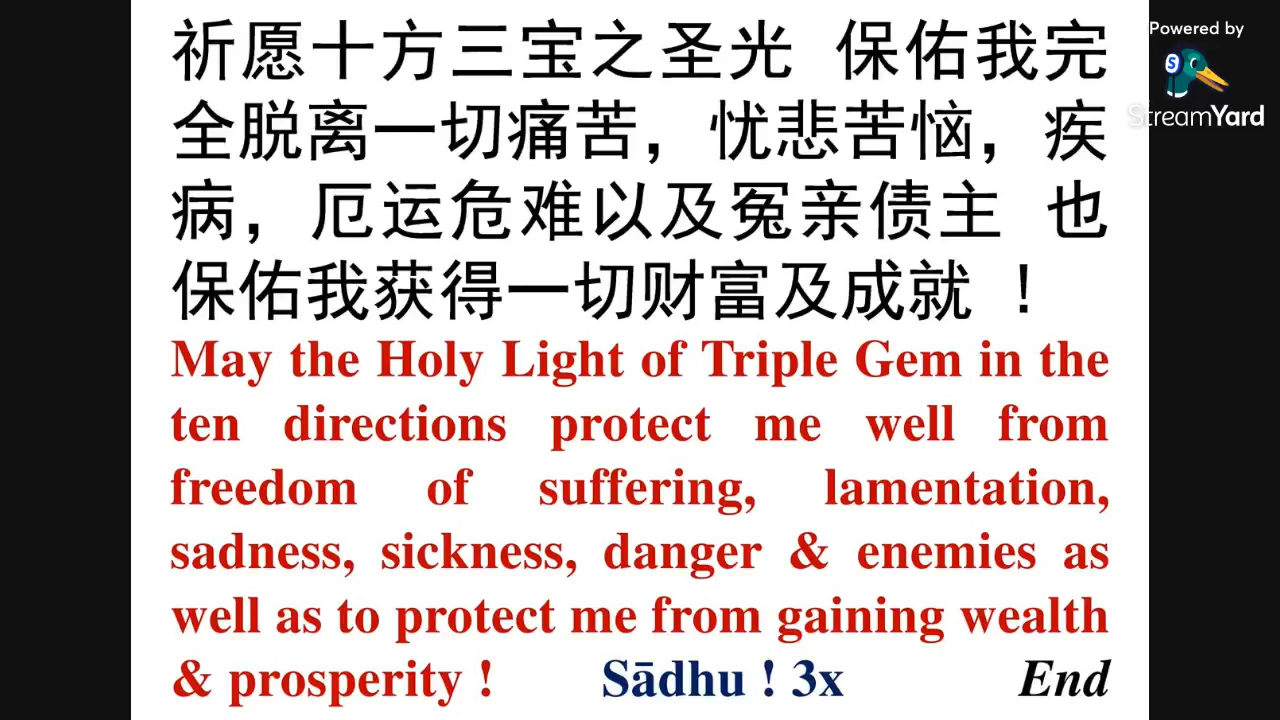 祈愿十方三宝之圣光 保佑我完
全脱离一切痛苦，忧悲苦恼，疾
病，厄运危难以及冤亲债主 也
保佑我获得一切财富及成就 ！
May the Holy Light of Triple Gem in the
ten directions protect me well from
freedom of suffering, lamentation,
sadness, sickness, danger & enemies as
well as to protect me from gaining wealth
& prosperity ! Sādhu ! 3x End
Powered by
StreamYard